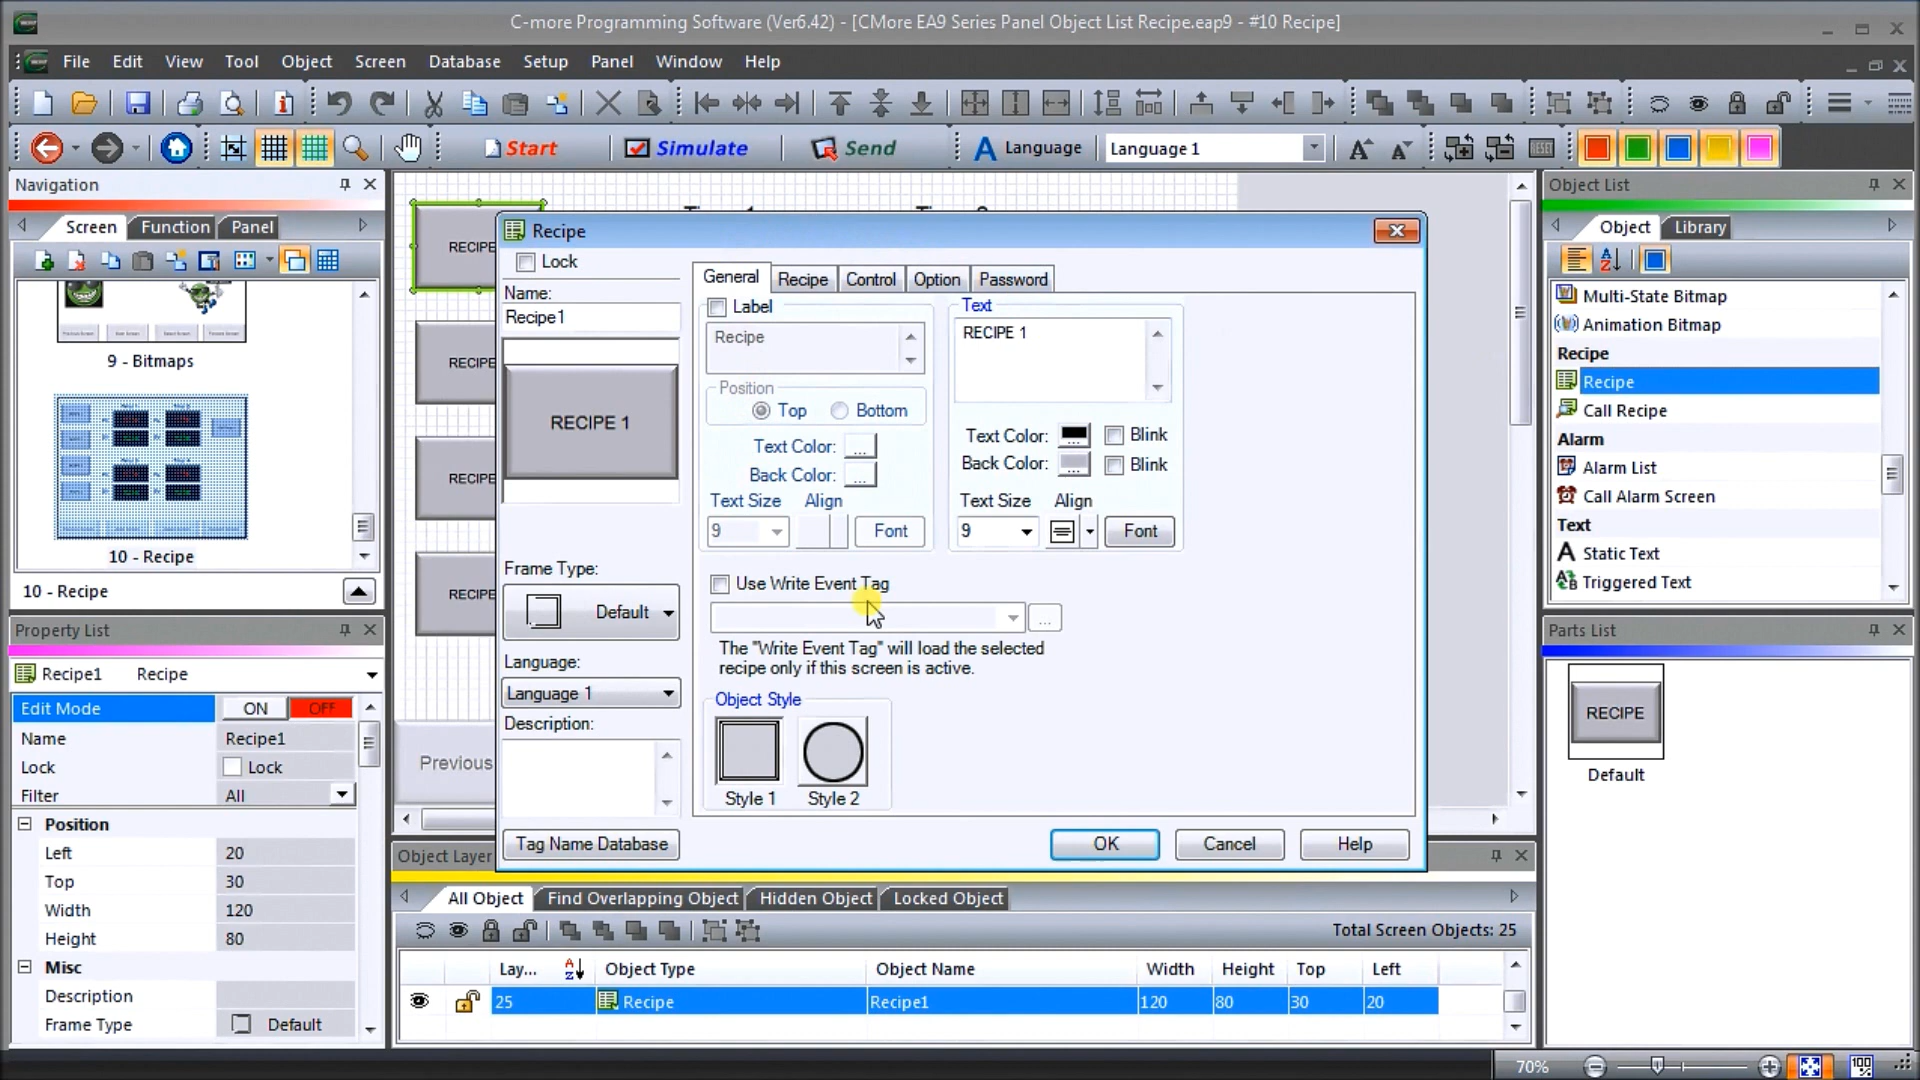 C-more Programming Software (Ver6.42) - [CMore EA9 Series Panel Object List Recipe.eap9 - #10 Recipe]
File Edit View Tool Object Screen Database Setup Panel Window Help
Start Simulate Send Language Language 1
Navigation
Screen Function Panel
9 - Bitmaps
10 - Recipe
10 - Recipe
Property List
Recipe1 Recipe
Edit Mode ON OFF
Name Recipe1
Lock Lock
Filter All
Position
Left 20
Top 30
Width 120
Height 80
Misc
Description
Frame Type Default
RECIPE
RECIPE
RECIPE
RECIPE
Previous
Recipe
Lock
Name:
Recipe1
RECIPE 1
Frame Type:
Default
Language:
Language 1
Description:
Tag Name Database
General Recipe Control Option Password
Label
Recipe
Position
Top Bottom
Text Color: ...
Back Color: ...
Text Size Align
9 Font
Text
RECIPE 1
Text Color: ... Blink
Back Color: ... Blink
Text Size Align
9 Font
Use Write Event Tag
...
The "Write Event Tag" will load the selected
recipe only if this screen is active.
Object Style
Style 1 Style 2
OK Cancel Help
Object Layer
All Object Find Overlapping Object Hidden Object Locked Object
Total Screen Objects: 25
Lay... Object Type Object Name Width Height Top Left
25 Recipe Recipe1 120 80 30 20
Object List
Object Library
Multi-State Bitmap
Animation Bitmap
Recipe
Recipe
Call Recipe
Alarm
Alarm List
Call Alarm Screen
Text
Static Text
Triggered Text
Parts List
RECIPE
Default
70%